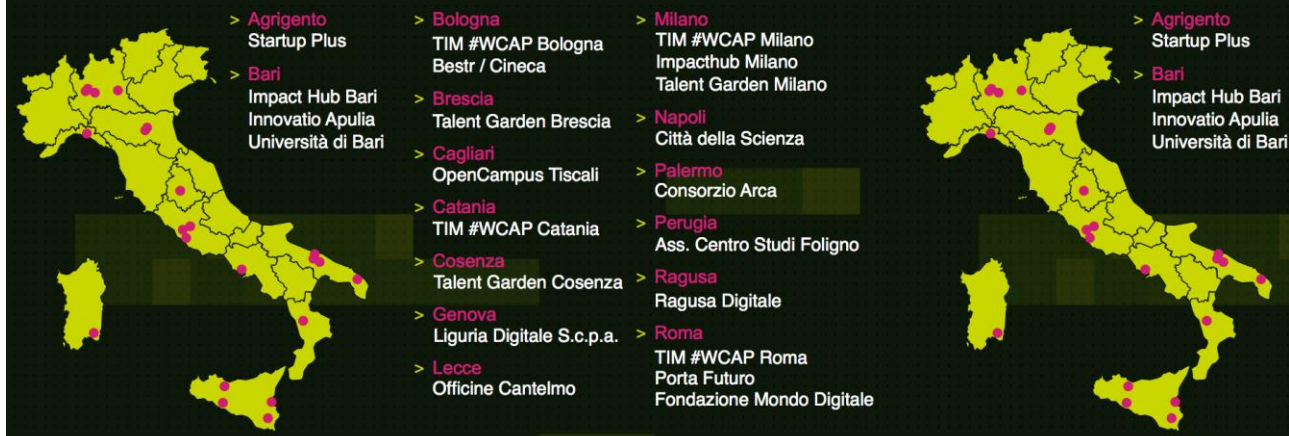 > Agrigento
Startup Plus
> Bari
Impact Hub Bari
Innovatio Apulia
Università di Bari
> Bologna
TIM #WCAP Bologna
Bestr / Cineca
> Brescia
Talent Garden Brescia
> Cagliari
OpenCampus Tiscali
> Catania
TIM #WCAP Catania
> Cosenza
Talent Garden Cosenza
> Genova
Liguria Digitale S.c.p.a.
> Lecce
Officine Cantelmo
> Milano
TIM #WCAP Milano
Impacthub Milano
Talent Garden Milano
> Napoli
Città della Scienza
> Palermo
Consorzio Arca
> Perugia
Ass. Centro Studi Foligno
> Ragusa
Ragusa Digitale
> Roma
TIM #WCAP Roma
Porta Futuro
Fondazione Mondo Digitale
> Agrigento
Startup Plus
> Bari
Impact Hub Bari
Innovatio Apulia
Università di Bari